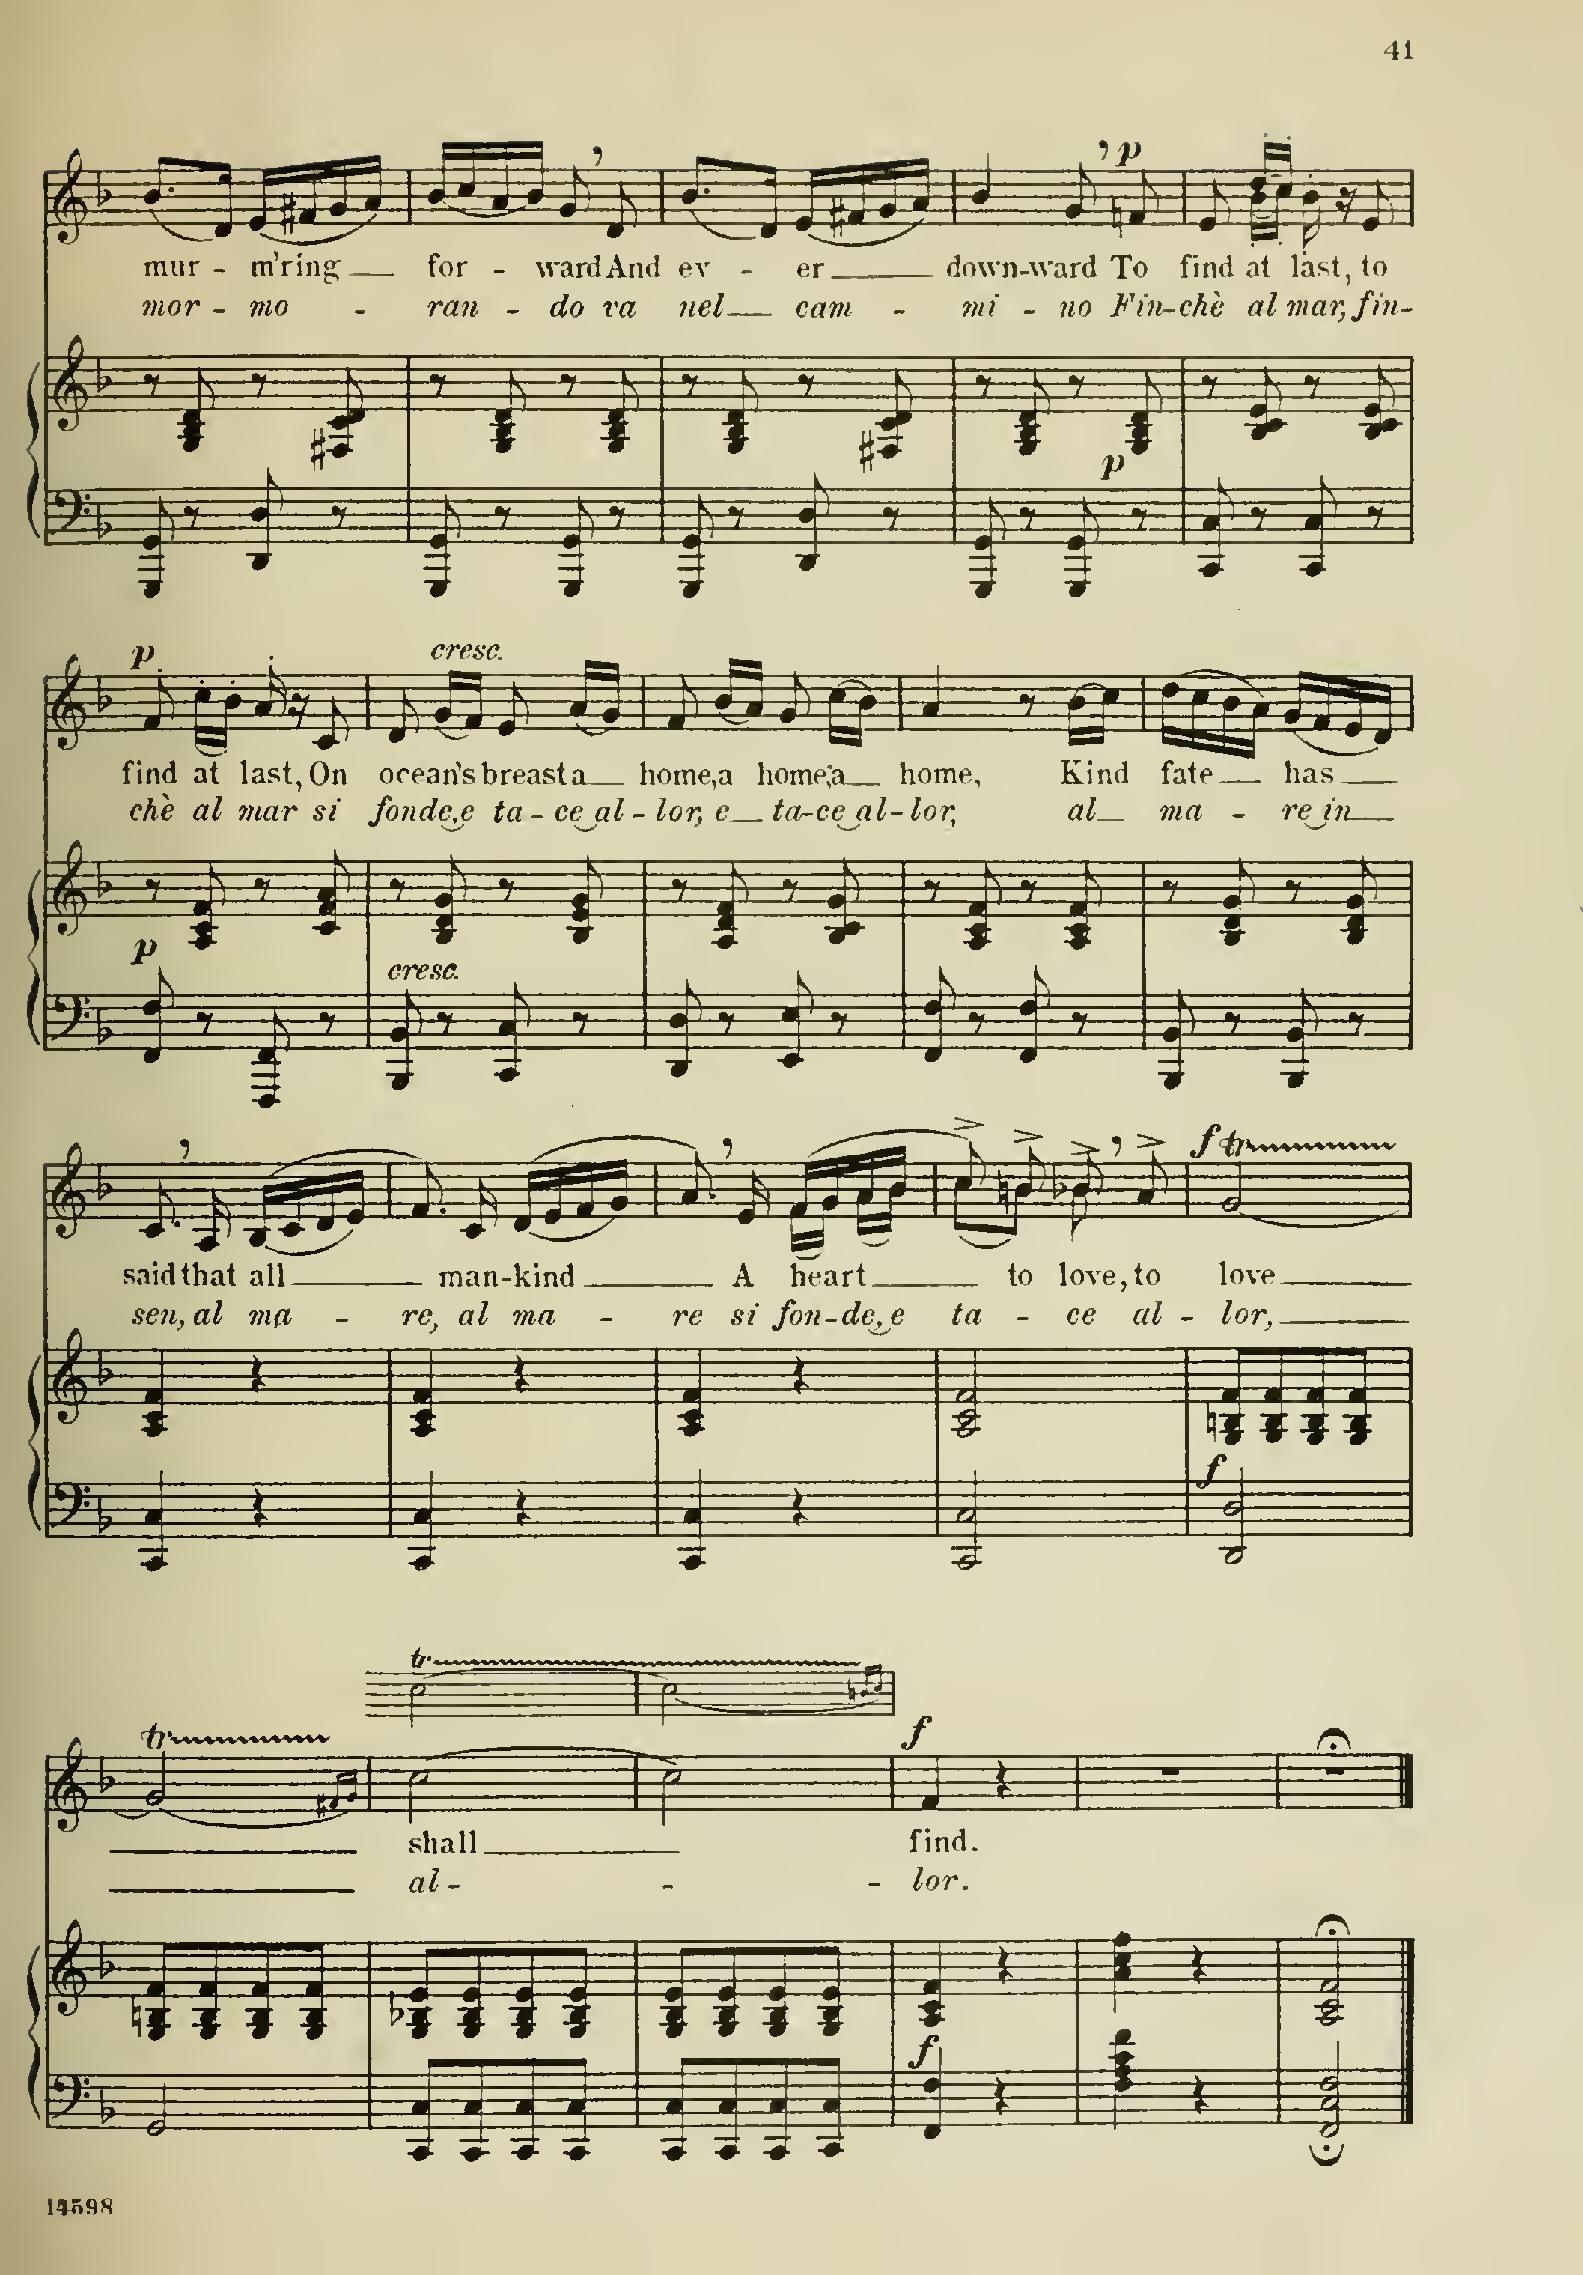 41
p
mur - m'ring for - ward And ev - er down-ward To find at last, to
mor - mo - ran - do va nel cam - mi - no Fin-chè al mar, fin-
p
p cresc.
find at last, On ocean's breast a home, a home, a home, Kind fate has
chè al mar si fonde, e ta - ce al - lor, e ta-ce al-lor, al ma - re in
p cresc.
f tr
said that all man-kind A heart to love, to love
sen, al ma - re, al ma - re si fon-de, e ta - ce al - lor,
f
tr
tr f
shall find.
al - - - lor.
f
14598